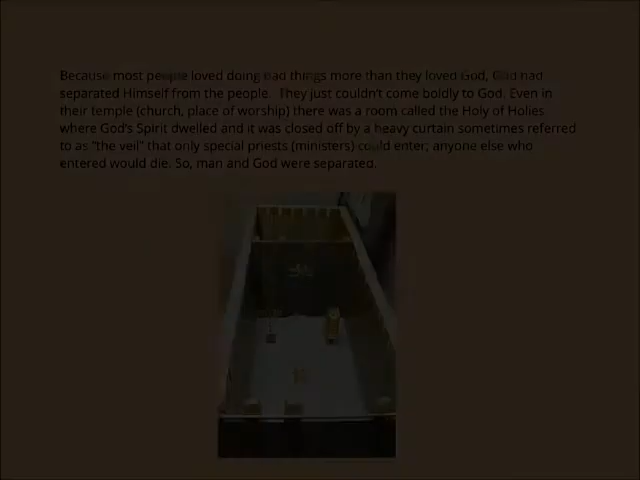 Because most people loved doing bad things more than they loved God, God had
separated Himself from the people.  They just couldn't come boldly to God. Even in
their temple (church, place of worship) there was a room called the Holy of Holies
where God's Spirit dwelled and it was closed off by a heavy curtain sometimes referred
to as "the veil" that only special priests (ministers) could enter; anyone else who
entered would die. So, man and God were separated.